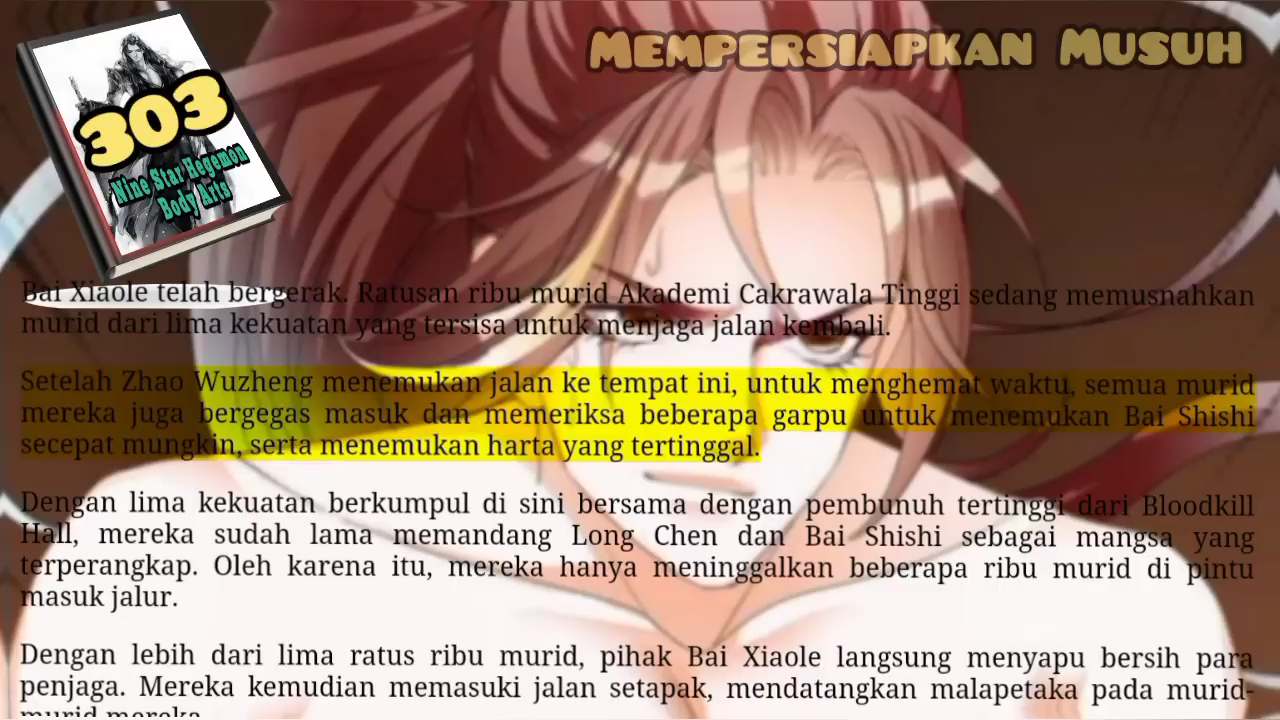 Mempersiapkan Musuh
303
Nine Star Hegemon
Body Arts
Bai Xiaole telah bergerak. Ratusan ribu murid Akademi Cakrawala Tinggi sedang memusnahkan
murid dari lima kekuatan yang tersisa untuk menjaga jalan kembali.
Setelah Zhao Wuzheng menemukan jalan ke tempat ini, untuk menghemat waktu, semua murid
mereka juga bergegas masuk dan memeriksa beberapa garpu untuk menemukan Bai Shishi
secepat mungkin, serta menemukan harta yang tertinggal.
Dengan lima kekuatan berkumpul di sini bersama dengan pembunuh tertinggi dari Bloodkill
Hall, mereka sudah lama memandang Long Chen dan Bai Shishi sebagai mangsa yang
terperangkap. Oleh karena itu, mereka hanya meninggalkan beberapa ribu murid di pintu
masuk jalur.
Dengan lebih dari lima ratus ribu murid, pihak Bai Xiaole langsung menyapu bersih para
penjaga. Mereka kemudian memasuki jalan setapak, mendatangkan malapetaka pada murid-
murid mereka.